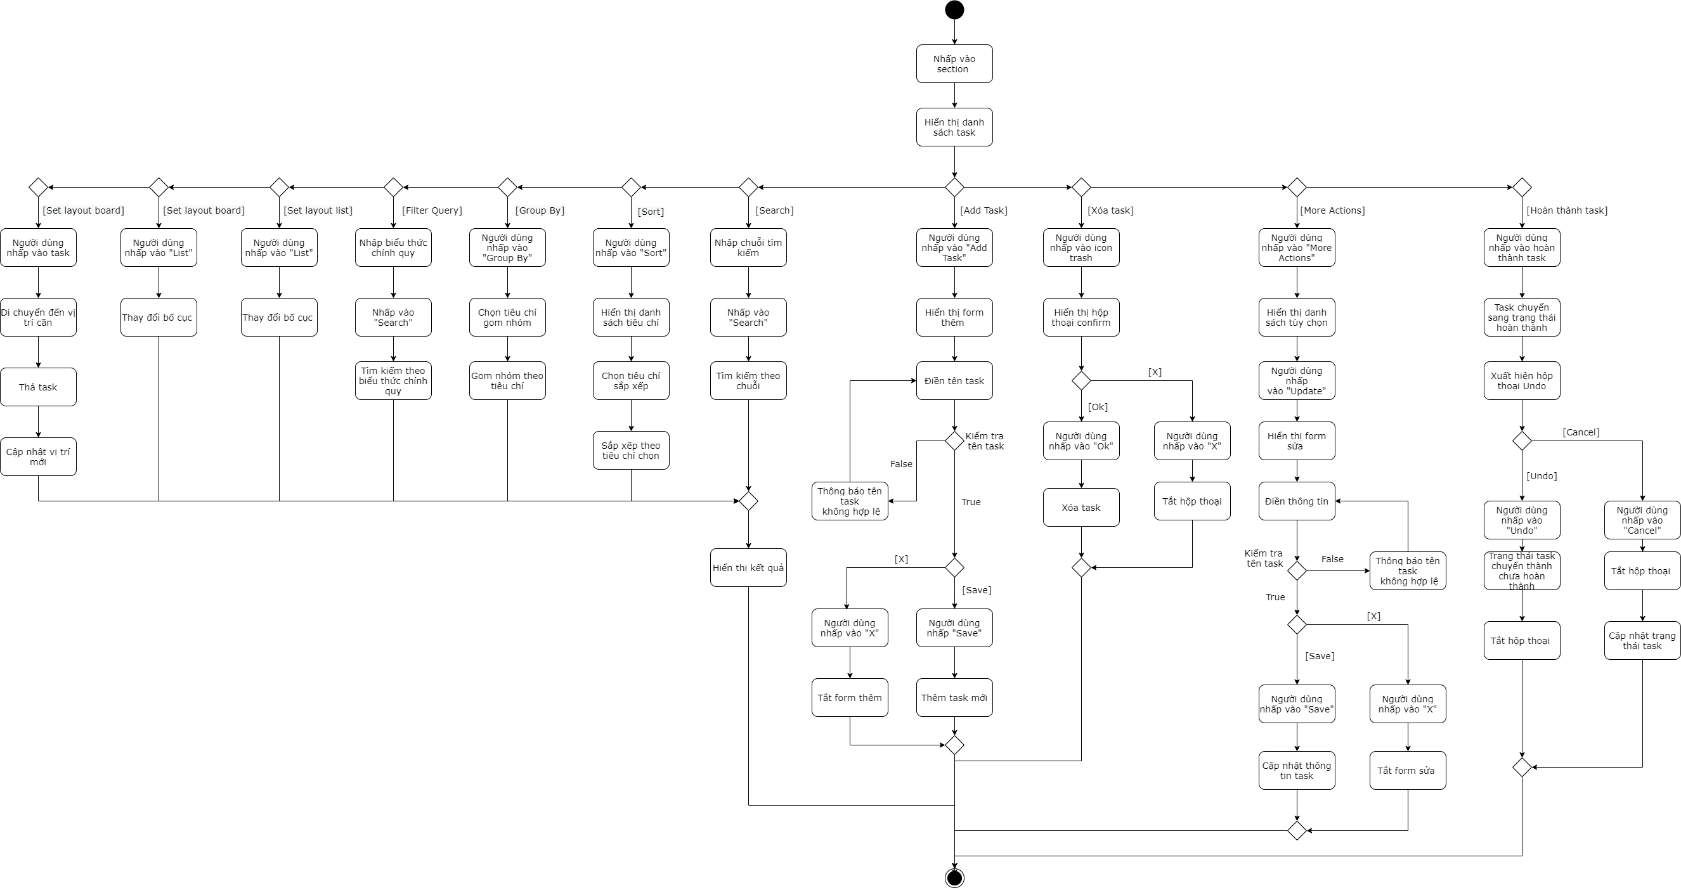 Nhấp vào
section
Hiển thị danh
sách task
[Set layout board]
[Set layout board]
[Set layout list]
[Filter Query]
[Group By]
[Sort]
[Search]
[Add Task]
[Xóa task]
[More Actions]
[Hoàn thành task]
Người dùng
nhấp vào task
Người dùng
nhấp vào "List"
Người dùng
nhấp vào "List"
Nhập biểu thức
chính quy
Người dùng
nhấp vào
"Group By"
Người dùng
nhấp vào "Sort"
Nhập chuỗi tìm
kiếm
Người dùng
nhấp vào "Add
Task"
Người dùng
nhấp vào icon
trash
Người dùng
nhấp vào "More
Actions"
Người dùng
nhấp vào hoàn
thành task
Di chuyển đến vị
trí cần
Thay đổi bố cục
Thay đổi bố cục
Nhấp vào
"Search"
Chọn tiêu chí
gom nhóm
Hiển thị danh
sách tiêu chí
Nhấp vào
"Search"
Hiển thị form
thêm
Hiển thị hộp
thoại confirm
Hiển thị danh
sách tùy chọn
Task chuyển
sang trạng thái
hoàn thành
Thả task
Tìm kiếm theo
biểu thức chính
quy
Gom nhóm theo
tiêu chí
Chọn tiêu chí
sắp xếp
Tìm kiếm theo
chuỗi
Điền tên task
[X]
Người dùng
nhấp
vào "Update"
Xuất hiện hộp
thoại Undo
[Ok]
Cập nhật vị trí
mới
Sắp xếp theo
tiêu chí chọn
Kiểm tra
tên task
Người dùng
nhấp vào "Ok"
Người dùng
nhấp vào "X"
Hiển thị form
sửa
[Cancel]
False
[Undo]
Thông báo tên
task
không hợp lệ
True
Xóa task
Tắt hộp thoại
Điền thông tin
Người dùng
nhấp vào
"Undo"
Người dùng
nhấp vào
"Cancel"
Hiển thị kết quả
[X]
[Save]
Kiểm tra
tên task
False
Thông báo tên
task
không hợp lệ
Trạng thái task
chuyển thành
chưa hoàn
thành
Tắt hộp thoại
True
Người dùng
nhấp vào "X"
Người dùng
nhấp "Save"
[X]
[Save]
Tắt hộp thoại
Cập nhật trạng
thái task
Tắt form thêm
Thêm task mới
Người dùng
nhấp vào "Save"
Người dùng
nhấp vào "X"
Cập nhật thông
tin task
Tắt form sửa